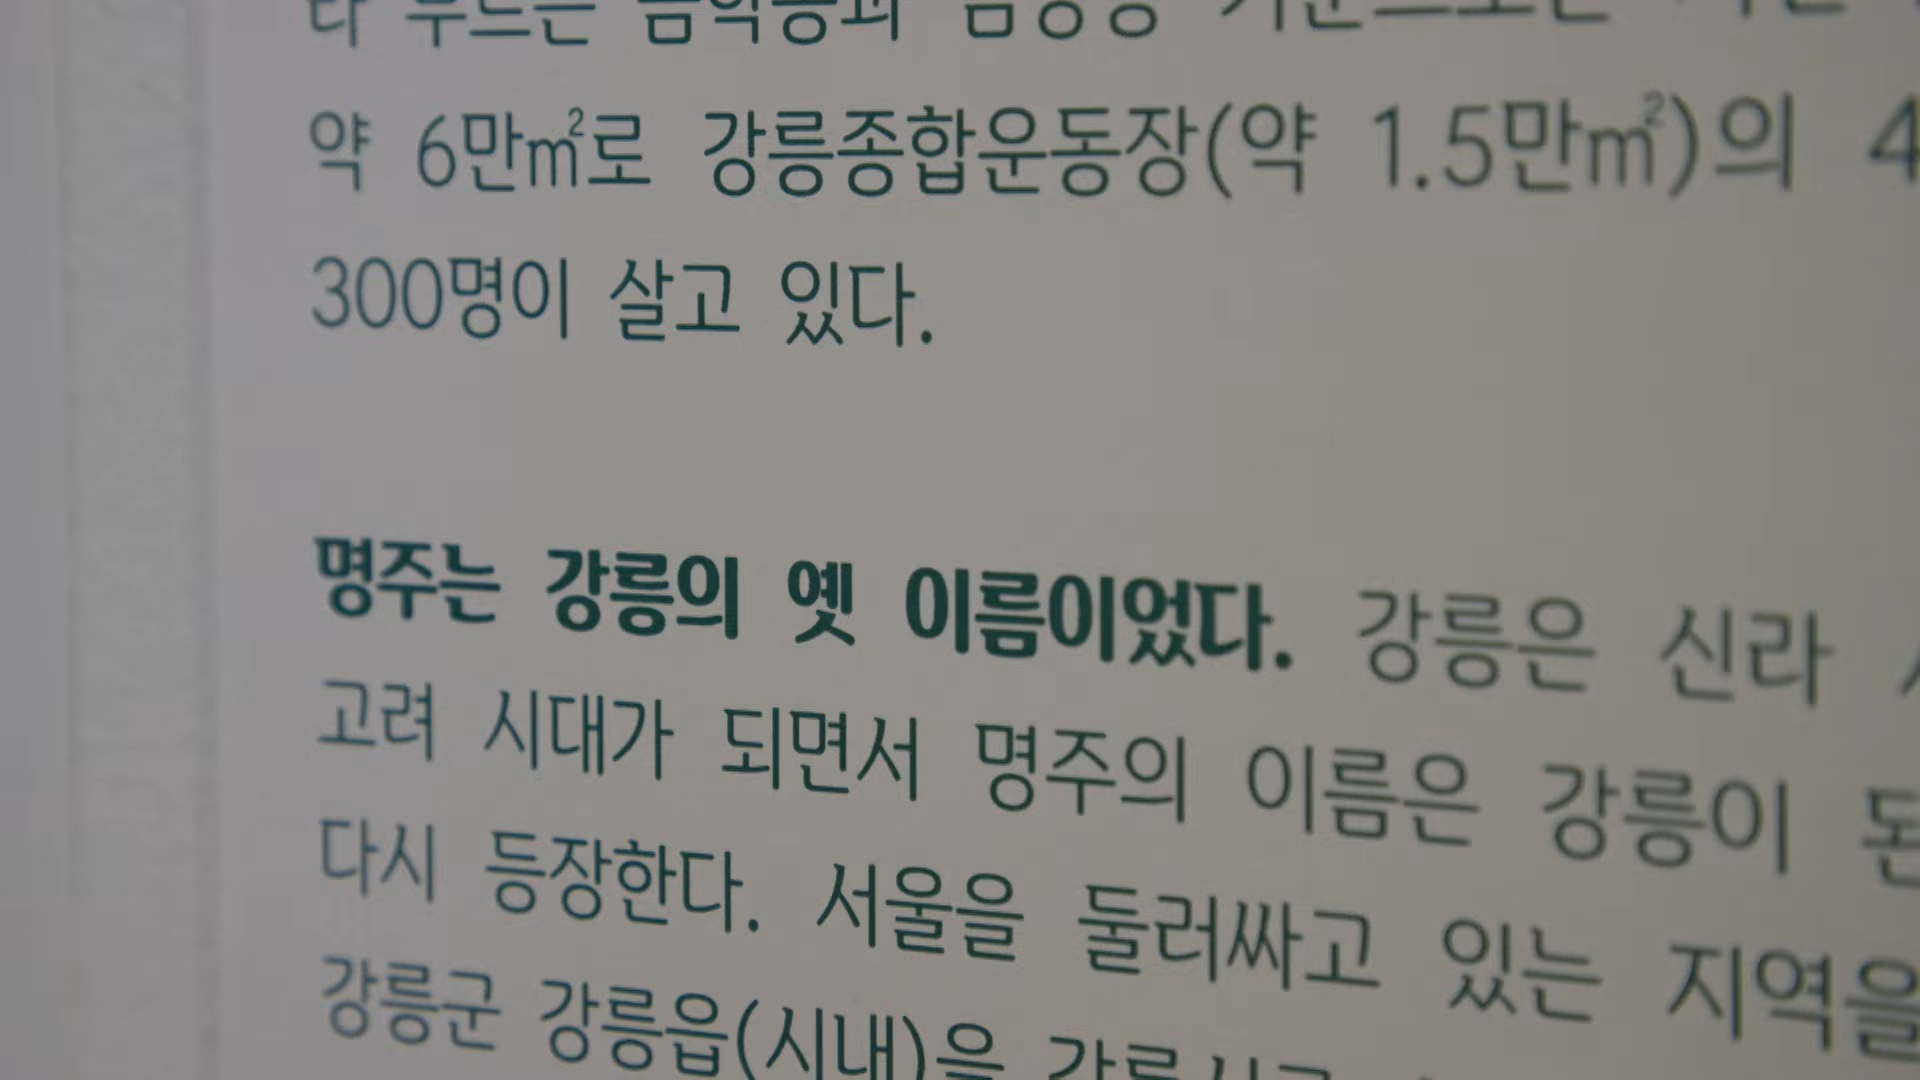 약 6만㎡로 강릉종합운동장(약 1.5만㎡)의 4
300명이 살고 있다.
명주는 강릉의 옛 이름이었다. 강릉은 신라
고려 시대가 되면서 명주의 이름은 강릉이
다시 등장한다. 서울을 둘러싸고 있는 지역을
강릉군 강릉읍(시내)을